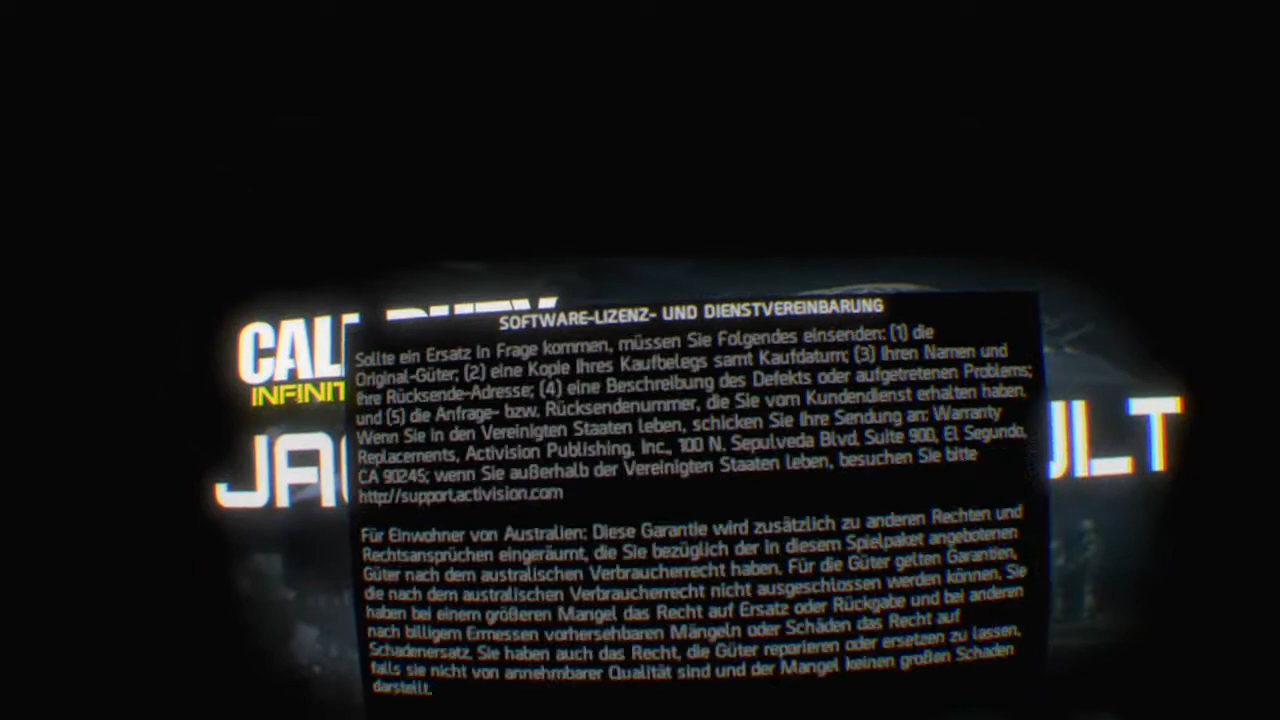 CALL
INFINIT
JA
ULT
SOFTWARE-LIZENZ- UND DIENSTVEREINBARUNG
Sollte ein Ersatz in Frage kommen, müssen Sie Folgendes einsenden: (1) die
Original-Güter; (2) eine Kopie Ihres Kaufbelegs samt Kaufdatum; (3) Ihren Namen und
Ihre Rücksende-Adresse; (4) eine Beschreibung des Defekts oder aufgetretenen Problems;
und (5) die Anfrage- bzw. Rücksendenummer, die Sie vom Kundendienst erhalten haben.
Wenn Sie in den Vereinigten Staaten leben, schicken Sie Ihre Sendung an: Warranty
Replacements, Activision Publishing, Inc., 100 N. Sepulveda Blvd. Suite 900, El Segundo,
CA 90245; wenn Sie außerhalb der Vereinigten Staaten leben, besuchen Sie bitte
http://support.activision.com
Für Einwohner von Australien: Diese Garantie wird zusätzlich zu anderen Rechten und
Rechtsansprüchen eingeräumt, die Sie bezüglich der in diesem Spielpaket angebotenen
Güter nach dem australischen Verbraucherrecht haben. Für die Güter gelten Garantien,
die nach dem australischen Verbraucherrecht nicht ausgeschlossen werden können. Sie
haben bei einem größeren Mangel das Recht auf Ersatz oder Rückgabe und bei anderen
nach billigem Ermessen vorhersehbaren Mängeln oder Schäden das Recht auf
Schadenersatz. Sie haben auch das Recht, die Güter reparieren oder ersetzen zu lassen,
falls sie nicht von annehmbarer Qualität sind und der Mangel keinen großen Schaden
darstellt.